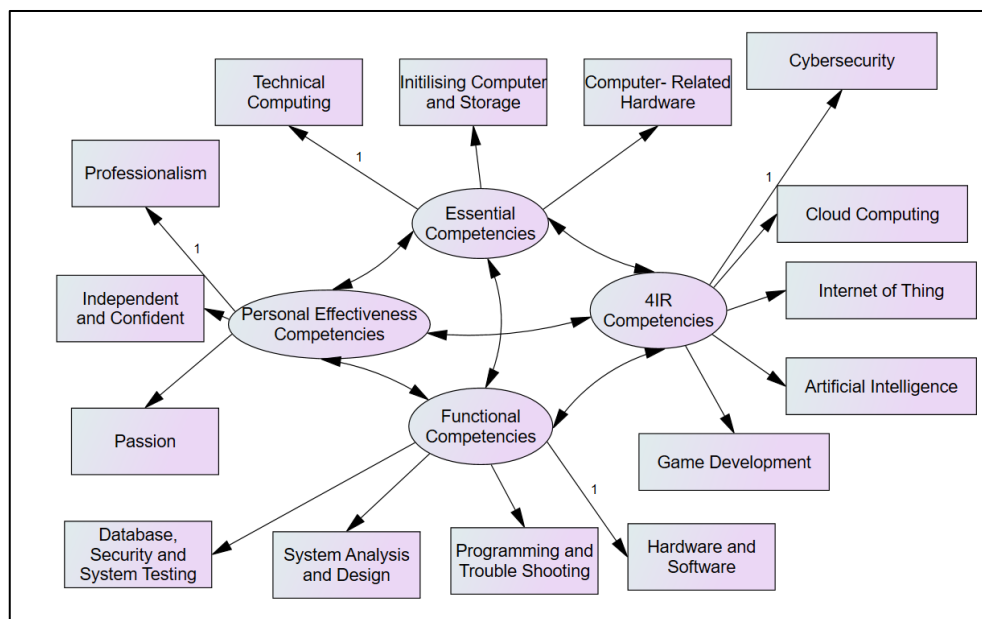 Technical
Computing
Initilising Computer
and Storage
Computer- Related
Hardware
Cybersecurity
1
Professionalism
1
Essential
Competencies
Cloud Computing
1
Independent
and Confident
Personal Effectiveness
Competencies
4IR
Competencies
Internet of Thing
Artificial Intelligence
Passion
Functional
Competencies
Game Development
1
Database,
Security and
System Testing
System Analysis
and Design
Programming and
Trouble Shooting
Hardware and
Software